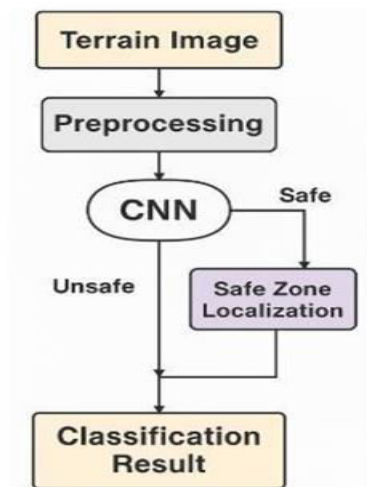 Terrain Image
Preprocessing
CNN
Safe
Unsafe
Safe Zone
Localization
Classification
Result